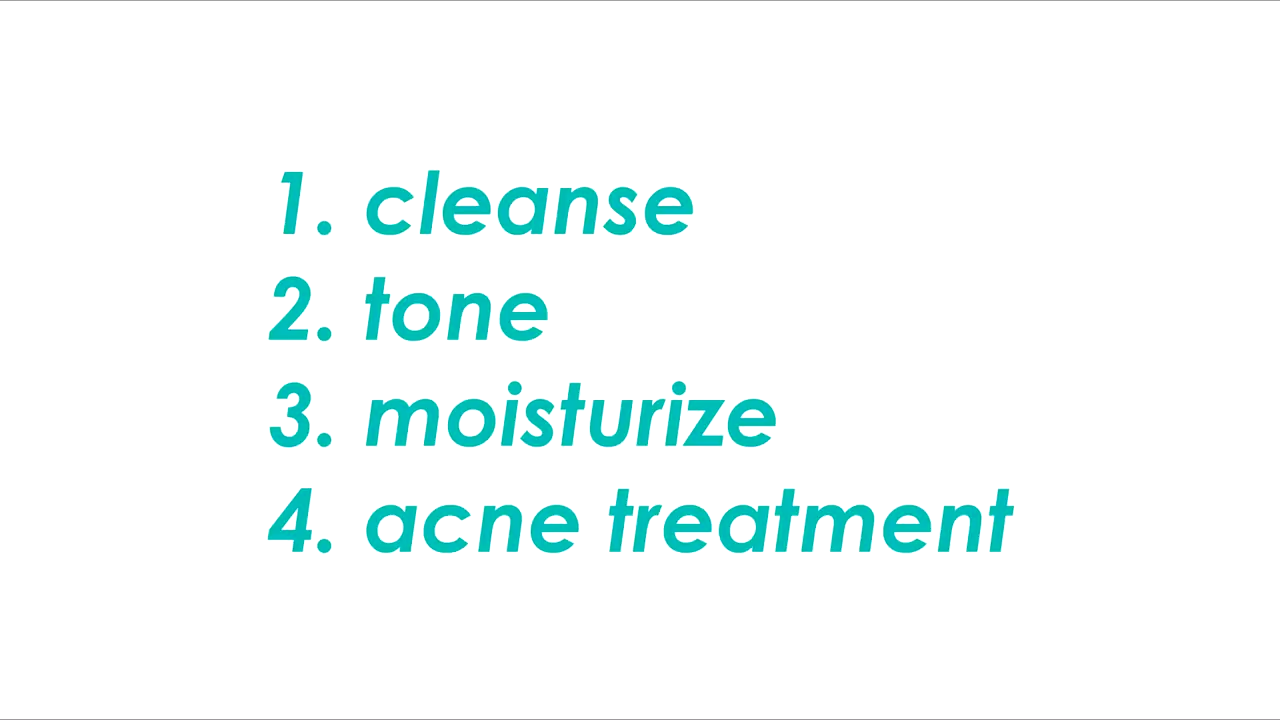 1. cleanse
2. tone
3. moisturize
4. acne treatment